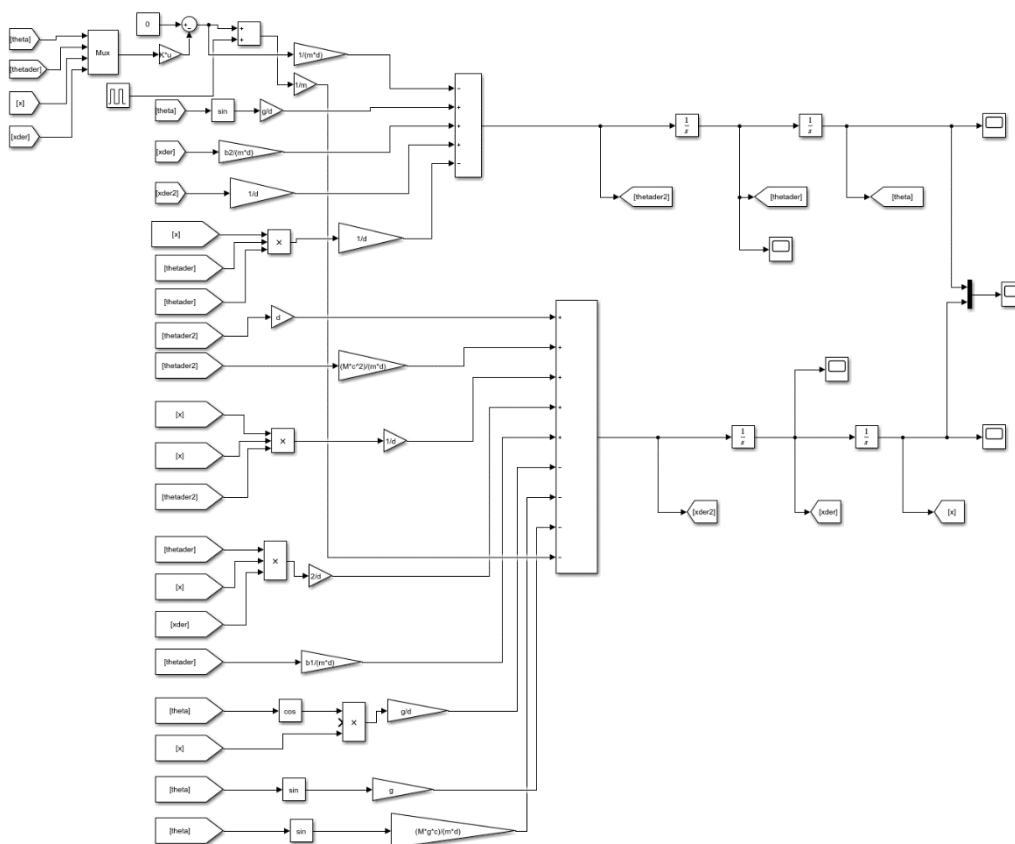 [theta]
[thetader]
[x]
[xder]
Mux
K*u
0
+
−
+
+
1/(m*d)
1/m
[theta]
sin
g/d
[xder]
b2/(m*d)
[xder2]
1/d
[x]
[thetader]
[thetader]
×
1/d
−
+
+
+
−
1
s
1
s
[thetader2]
[thetader]
[theta]
[thetader2]
d
[thetader2]
(M*c^2)/(m*d)
[x]
[x]
[thetader2]
×
1/d
[thetader]
[x]
[xder]
×
2/d
[thetader]
b1/(m*d)
[theta]
cos
[x]
×
g/d
[theta]
sin
g
[theta]
sin
(M*g*c)/(m*d)
+
+
+
+
+
−
−
−
−
1
s
1
s
[xder2]
[xder]
[x]